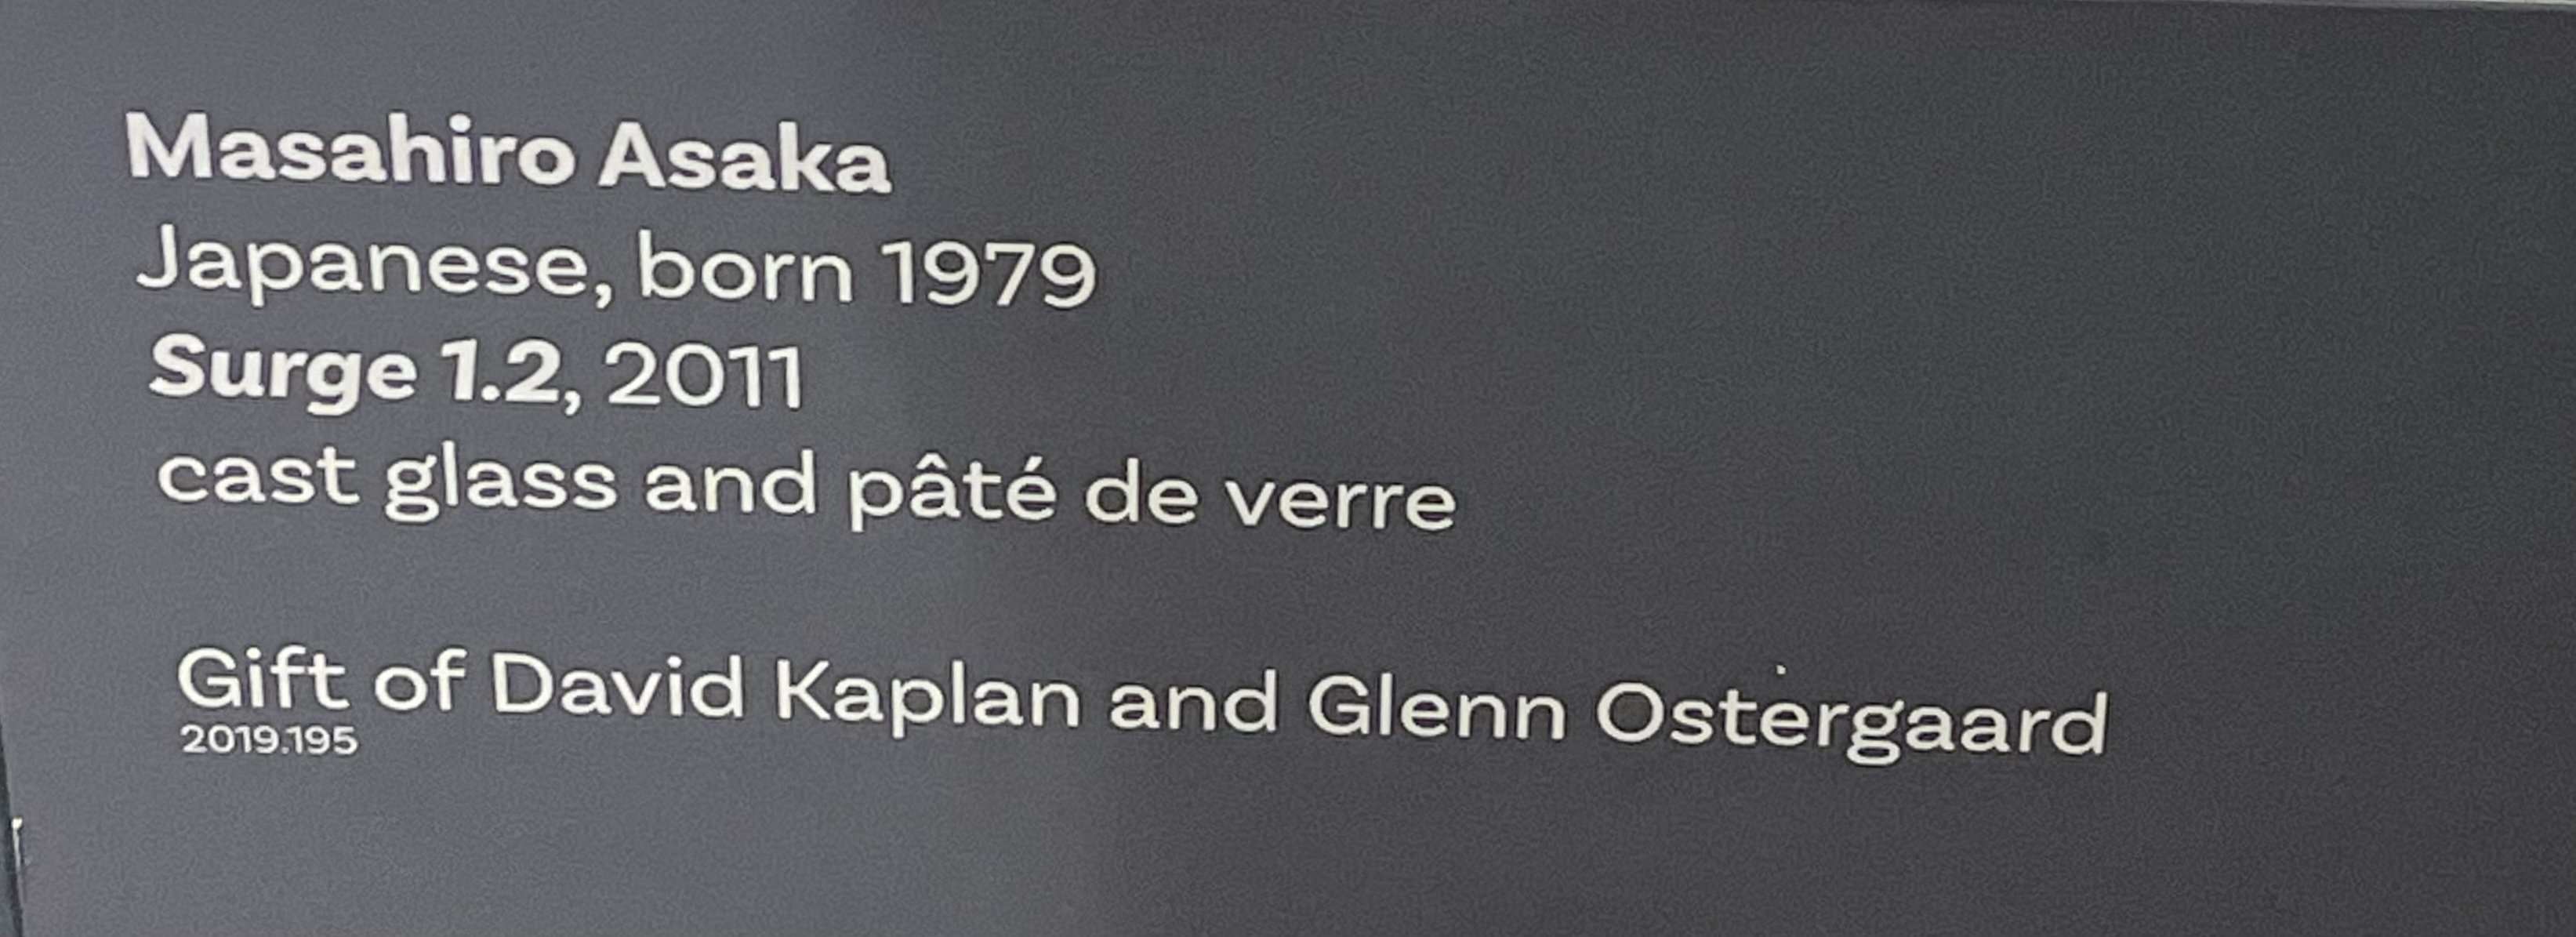 Masahiro Asaka
Japanese, born 1979
Surge 1.2, 2011
cast glass and pâté de verre
Gift of David Kaplan and Glenn Ostergaard
2019.195